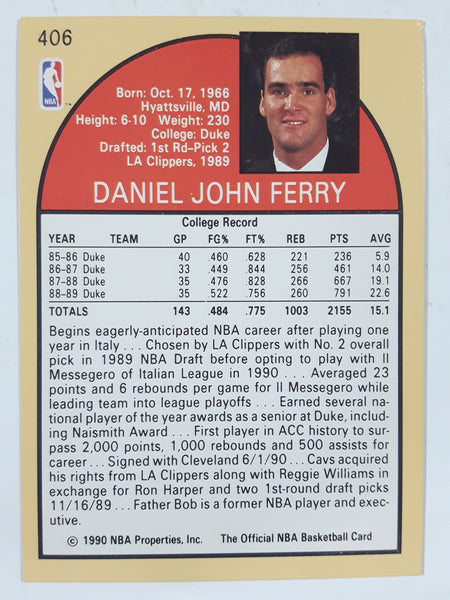 406
NBA
Born: Oct. 17, 1966
Hyattsville, MD
Height: 6-10 Weight: 230
College: Duke
Drafted: 1st Rd-Pick 2
LA Clippers, 1989
DANIEL JOHN FERRY
College Record
YEAR TEAM GP FG% FT% REB PTS AVG
85-86 Duke 40 .460 .628 221 236 5.9
86-87 Duke 33 .449 .844 256 461 14.0
87-88 Duke 35 .476 .828 266 667 19.1
88-89 Duke 35 .522 .756 260 791 22.6
TOTALS 143 .484 .775 1003 2155 15.1
Begins eagerly-anticipated NBA career after playing one
year in Italy . . . Chosen by LA Clippers with No. 2 overall
pick in 1989 NBA Draft before opting to play with Il
Messegero of Italian League in 1990 . . . Averaged 23
points and 6 rebounds per game for Il Messegero while
leading team into league playoffs . . . Earned several na-
tional player of the year awards as a senior at Duke, includ-
ing Naismith Award . . . First player in ACC history to sur-
pass 2,000 points, 1,000 rebounds and 500 assists for
career . . . Signed with Cleveland 6/1/90 . . . Cavs acquired
his rights from LA Clippers along with Reggie Williams in
exchange for Ron Harper and two 1st-round draft picks
11/16/89 . . . Father Bob is a former NBA player and exec-
utive.
© 1990 NBA Properties, Inc. The Official NBA Basketball Card